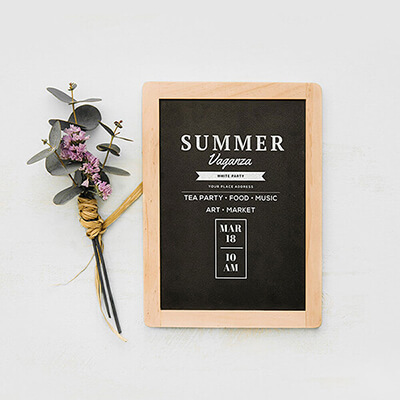 SUMMER
Vaganza
WHITE PARTY
YOUR PLACE ADDRESS
TEA PARTY • FOOD • MUSIC
ART • MARKET
MAR
18
10
AM